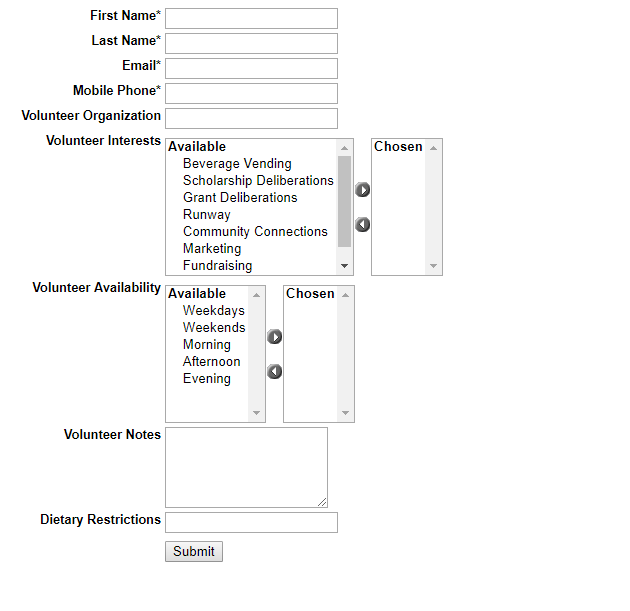 First Name*
Last Name*
Email*
Mobile Phone*
Volunteer Organization
Volunteer Interests
Available
Beverage Vending
Scholarship Deliberations
Grant Deliberations
Runway
Community Connections
Marketing
Fundraising
Chosen
Volunteer Availability
Available
Weekdays
Weekends
Morning
Afternoon
Evening
Chosen
Volunteer Notes
Dietary Restrictions
Submit